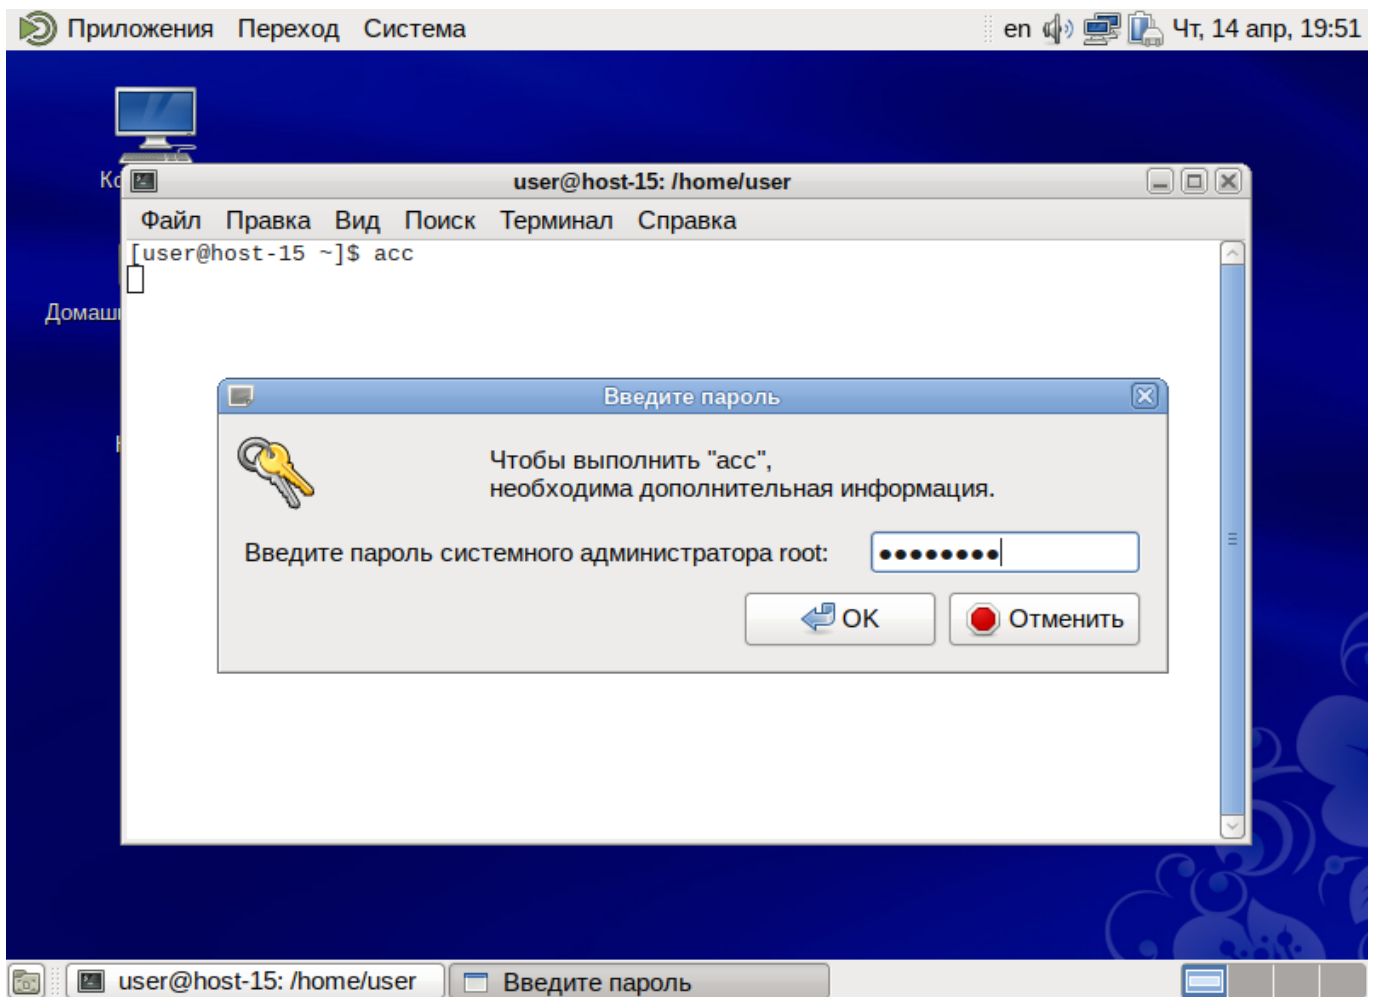 Приложения Переход Система en Чт, 14 апр, 19:51
user@host-15: /home/user
Файл Правка Вид Поиск Терминал Справка
[user@host-15 ~]$ acc
Введите пароль
Чтобы выполнить "acc",
необходима дополнительная информация.
Введите пароль системного администратора root:
OK Отменить
user@host-15: /home/user Введите пароль